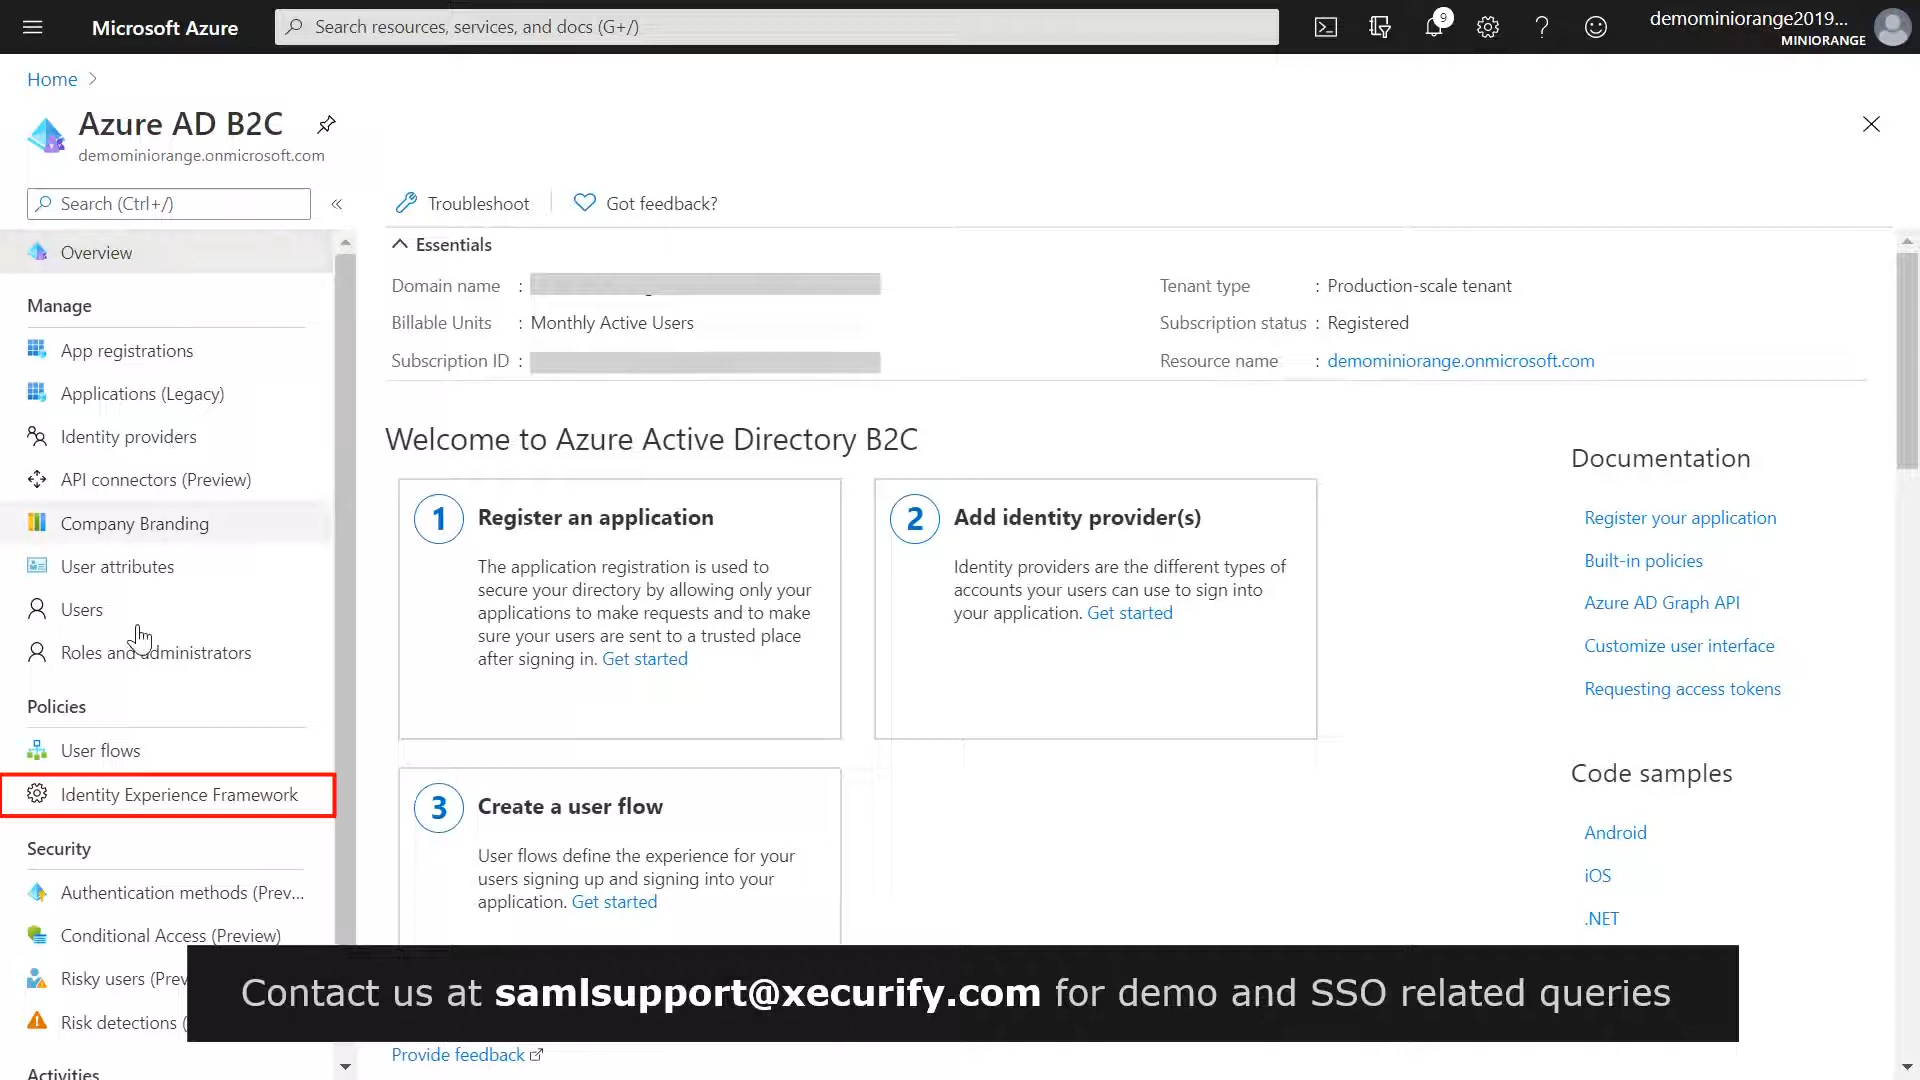 Microsoft Azure
Search resources, services, and docs (G+/)
9
demominiorange2019...
MINIORANGE
Home
Azure AD B2C
demominiorange.onmicrosoft.com
Search (Ctrl+/)
«
Overview
Manage
App registrations
Applications (Legacy)
Identity providers
API connectors (Preview)
Company Branding
User attributes
Users
Roles and administrators
Policies
User flows
Identity Experience Framework
Security
Authentication methods (Prev...
Conditional Access (Preview)
Risky users (Prev
Risk detections (
Activities
Troubleshoot
Got feedback?
Essentials
Domain name :
Billable Units : Monthly Active Users
Subscription ID :
Tenant type : Production-scale tenant
Subscription status : Registered
Resource name : demominiorange.onmicrosoft.com
Welcome to Azure Active Directory B2C
1 Register an application
The application registration is used to
secure your directory by allowing only your
applications to make requests and to make
sure your users are sent to a trusted place
after signing in. Get started
2 Add identity provider(s)
Identity providers are the different types of
accounts your users can use to sign into
your application. Get started
3 Create a user flow
User flows define the experience for your
users signing up and signing into your
application. Get started
Documentation
Register your application
Built-in policies
Azure AD Graph API
Customize user interface
Requesting access tokens
Code samples
Android
iOS
.NET
Contact us at samlsupport@xecurify.com for demo and SSO related queries
Provide feedback